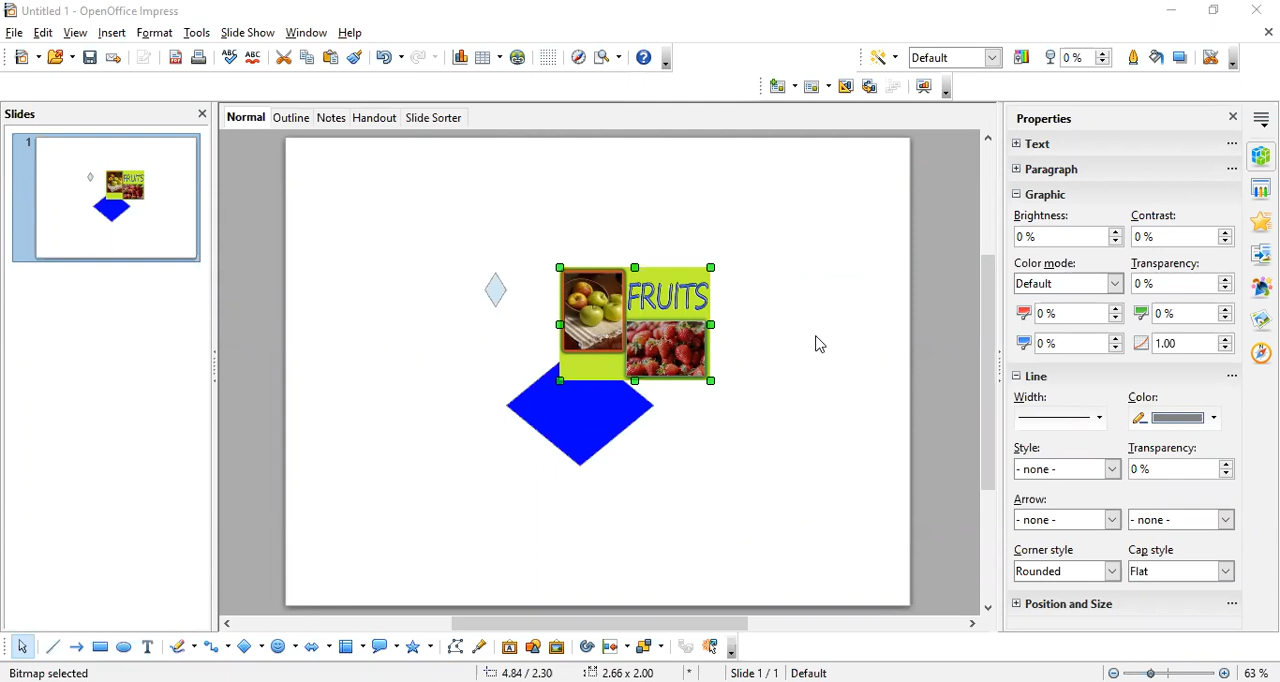 Untitled 1 - OpenOffice Impress
File Edit View Insert Format Tools Slide Show Window Help
Default
0 %
Slides
Normal Outline Notes Handout Slide Sorter
Properties
1
Text
Paragraph
Graphic
Brightness: Contrast:
0 % 0 %
Color mode: Transparency:
Default 0 %
0 % 0 %
0 % 1.00
FRUITS
FRUITS
Line
Width: Color:
Style: Transparency:
- none - 0 %
Arrow:
- none - - none -
Corner style Cap style
Rounded Flat
Position and Size
Bitmap selected 4.84 / 2.30 2.66 x 2.00 * Slide 1 / 1 Default 63 %